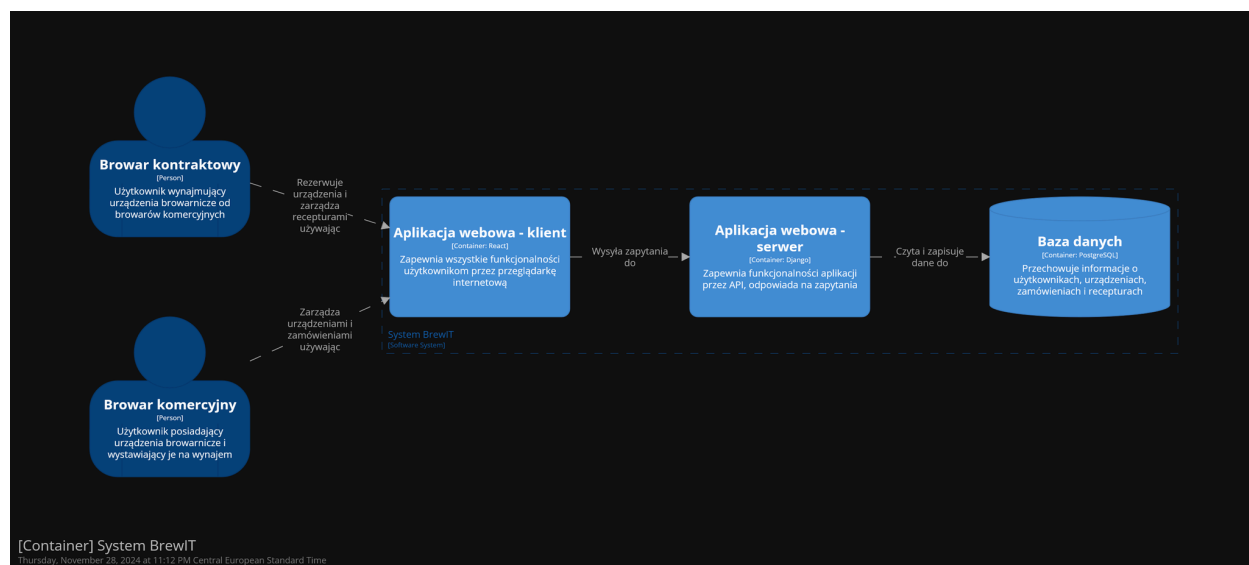 Browar kontraktowy
[Person]
Użytkownik wynajmujący
urządzenia browarnicze od
browarów komercyjnych
Rezerwuje
urządzenia i
zarządza
recepturami
używając
Aplikacja webowa - klient
[Container: React]
Zapewnia wszystkie funkcjonalności
użytkownikom przez przeglądarkę
internetową
Wysyła zapytania
do
Aplikacja webowa -
serwer
[Container: Django]
Zapewnia funkcjonalności aplikacji
przez API, odpowiada na zapytania
Czyta i zapisuje
dane do
Baza danych
[Container: PostgreSQL]
Przechowuje informacje o
użytkownikach, urządzeniach,
zamówieniach i recepturach
Zarządza
urządzeniami i
zamówieniami
używając
System BrewIT
[Software System]
Browar komercyjny
[Person]
Użytkownik posiadający
urządzenia browarnicze i
wystawiający je na wynajem
[Container] System BrewIT
Thursday, November 28, 2024 at 11:12 PM Central European Standard Time